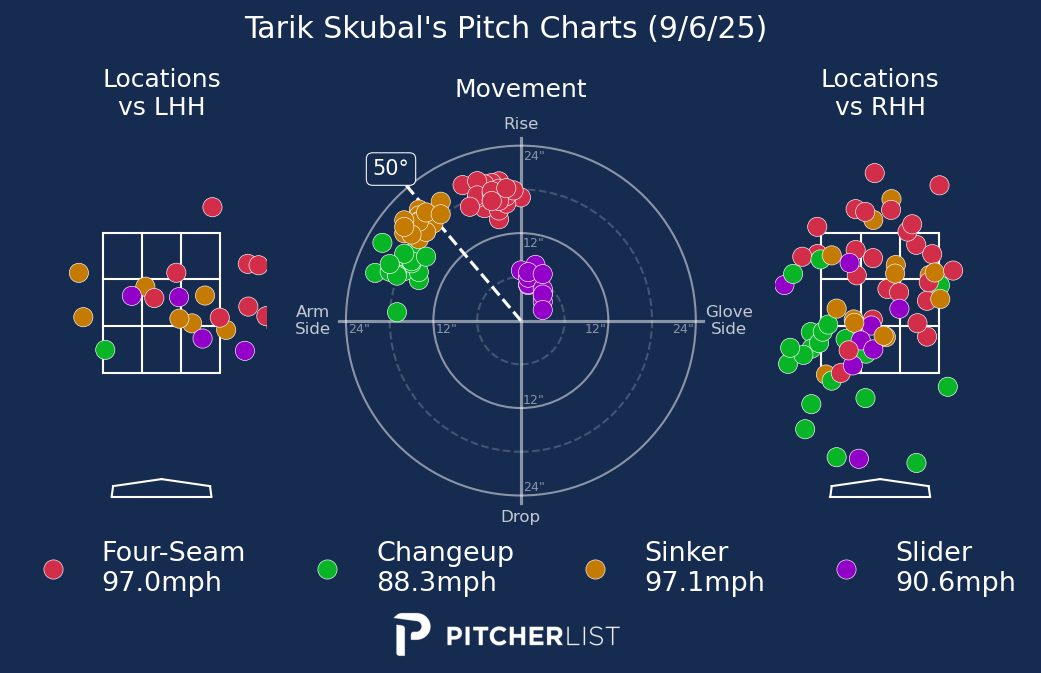 Tarik Skubal's Pitch Charts (9/6/25)
Locations
vs LHH
Movement
Locations
vs RHH
Rise
24"
50°
12"
Arm
Side
24"
12"
12"
24"
Glove
Side
12"
24"
Drop
Four-Seam
97.0mph
Changeup
88.3mph
Sinker
97.1mph
Slider
90.6mph
PITCHERLIST